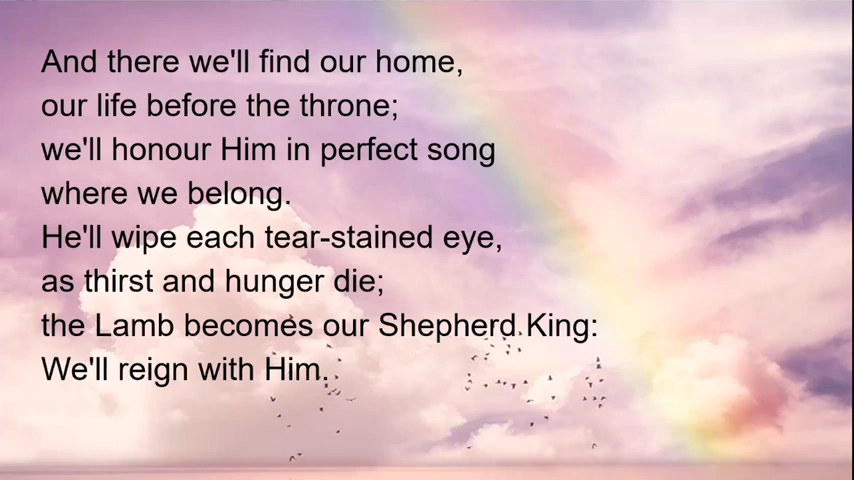 And there we'll find our home,
our life before the throne;
we'll honour Him in perfect song
where we belong.
He'll wipe each tear-stained eye,
as thirst and hunger die;
the Lamb becomes our Shepherd King:
We'll reign with Him.